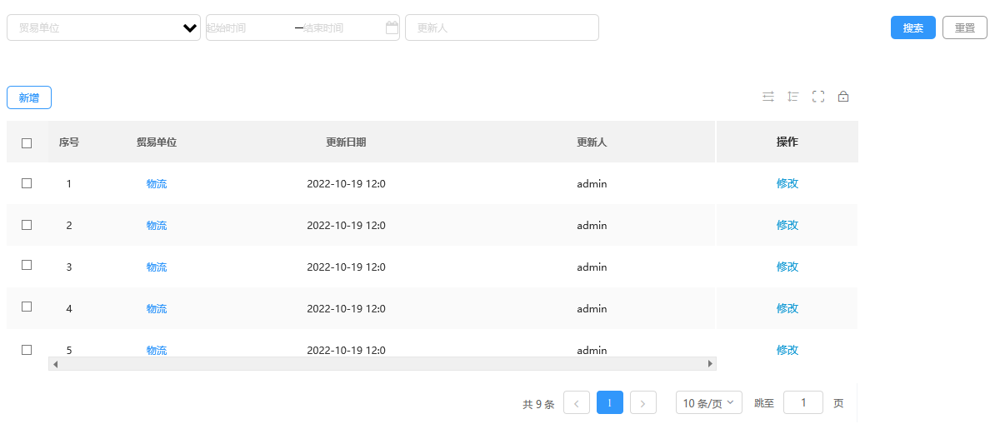 贸易单位 起始时间 — 结束时间 更新人 搜索 重置
新增
序号 贸易单位 更新日期 更新人 操作
1 物流 2022-10-19 12:0 admin 修改
2 物流 2022-10-19 12:0 admin 修改
3 物流 2022-10-19 12:0 admin 修改
4 物流 2022-10-19 12:0 admin 修改
5 物流 2022-10-19 12:0 admin 修改
共 9 条 < 1 > 10 条/页 跳至 1 页